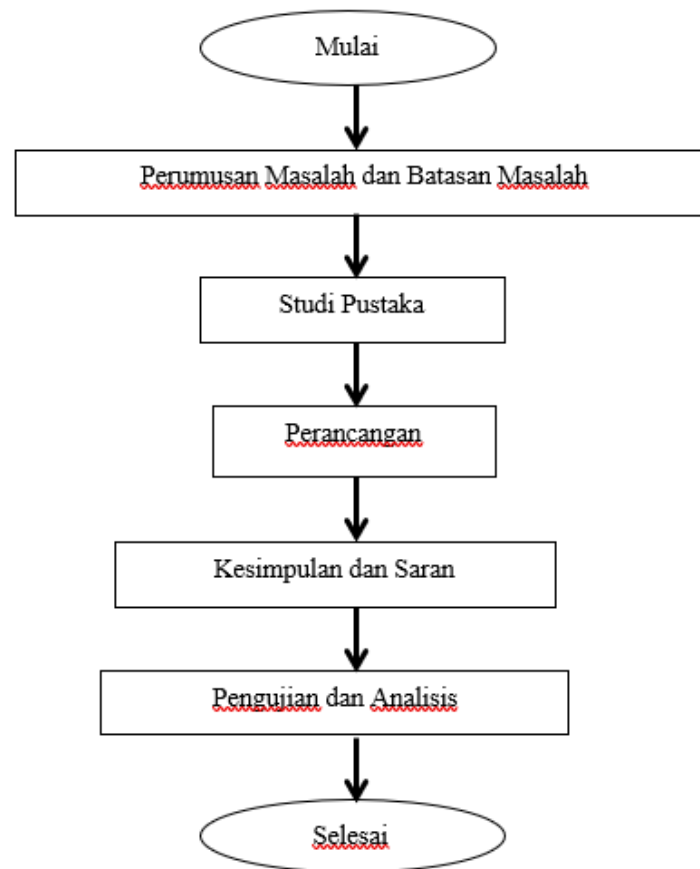 Mulai
Perumusan Masalah dan Batasan Masalah
Studi Pustaka
Perancangan
Kesimpulan dan Saran
Pengujian dan Analisis
Selesai